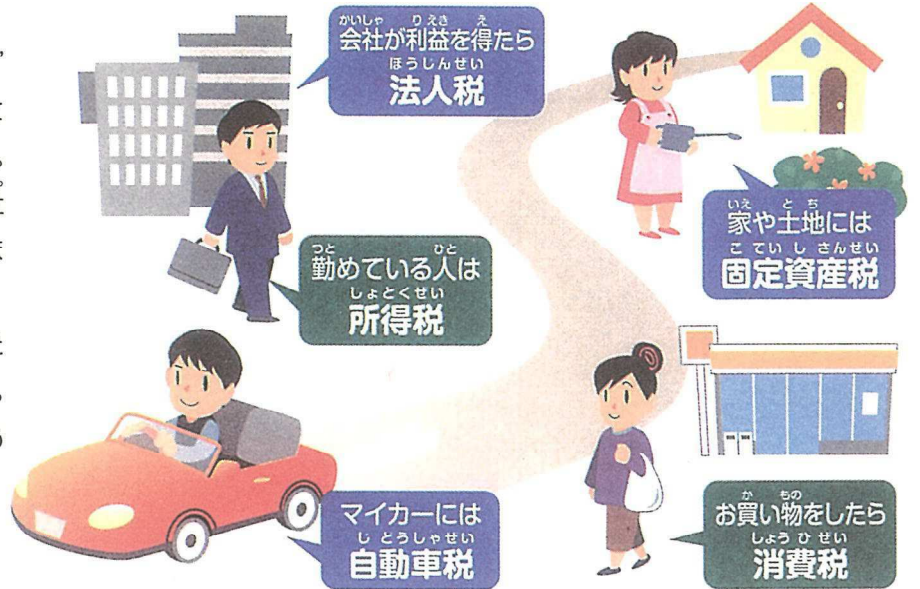 かいしゃ りえき え
会社が利益を得たら
ほうじんせい
法人税
いえ とち
家や土地には
こていしさんせい
固定資産税
つと ひと
勤めている人は
しょとくせい
所得税
マイカーには
じどうしゃせい
自動車税
か もの
お買い物をしたら
しょうひぜい
消費税